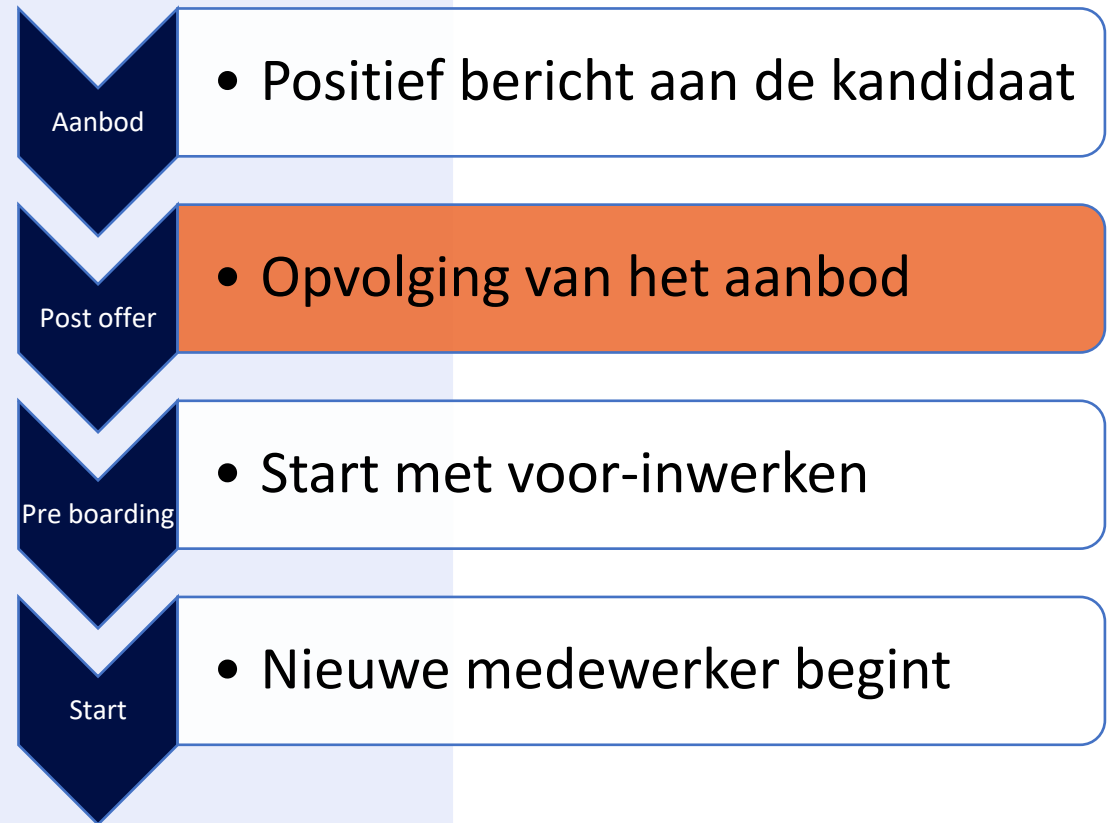 Aanbod
• Positief bericht aan de kandidaat
Post offer
• Opvolging van het aanbod
Pre boarding
• Start met voor-inwerken
Start
• Nieuwe medewerker begint